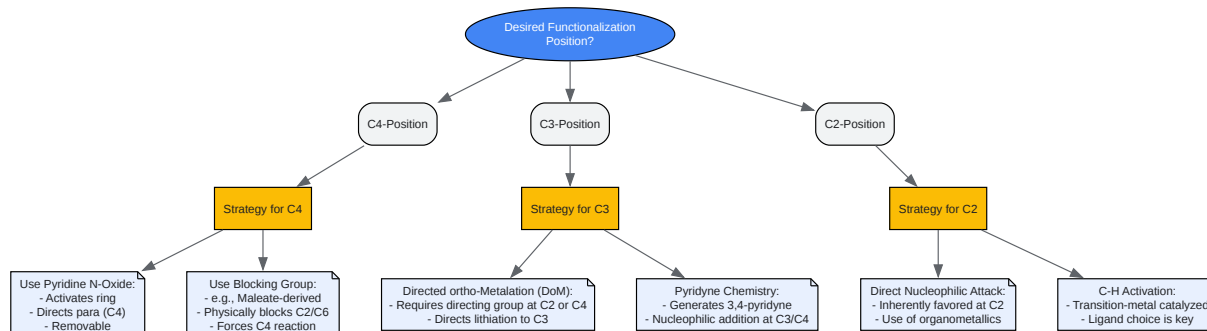 Desired Functionalization
Position?
C4-Position
C3-Position
C2-Position
Strategy for C4
Strategy for C3
Strategy for C2
Use Pyridine N-Oxide:
- Activates ring
- Directs para (C4)
- Removable
Use Blocking Group:
- e.g., Maleate-derived
- Physically blocks C2/C6
- Forces C4 reaction
Directed ortho-Metalation (DoM):
- Requires directing group at C2 or C4
- Directs lithiation to C3
Pyridyne Chemistry:
- Generates 3,4-pyridyne
- Nucleophilic addition at C3/C4
Direct Nucleophilic Attack:
- Inherently favored at C2
- Use of organometallics
C-H Activation:
- Transition-metal catalyzed
- Ligand choice is key